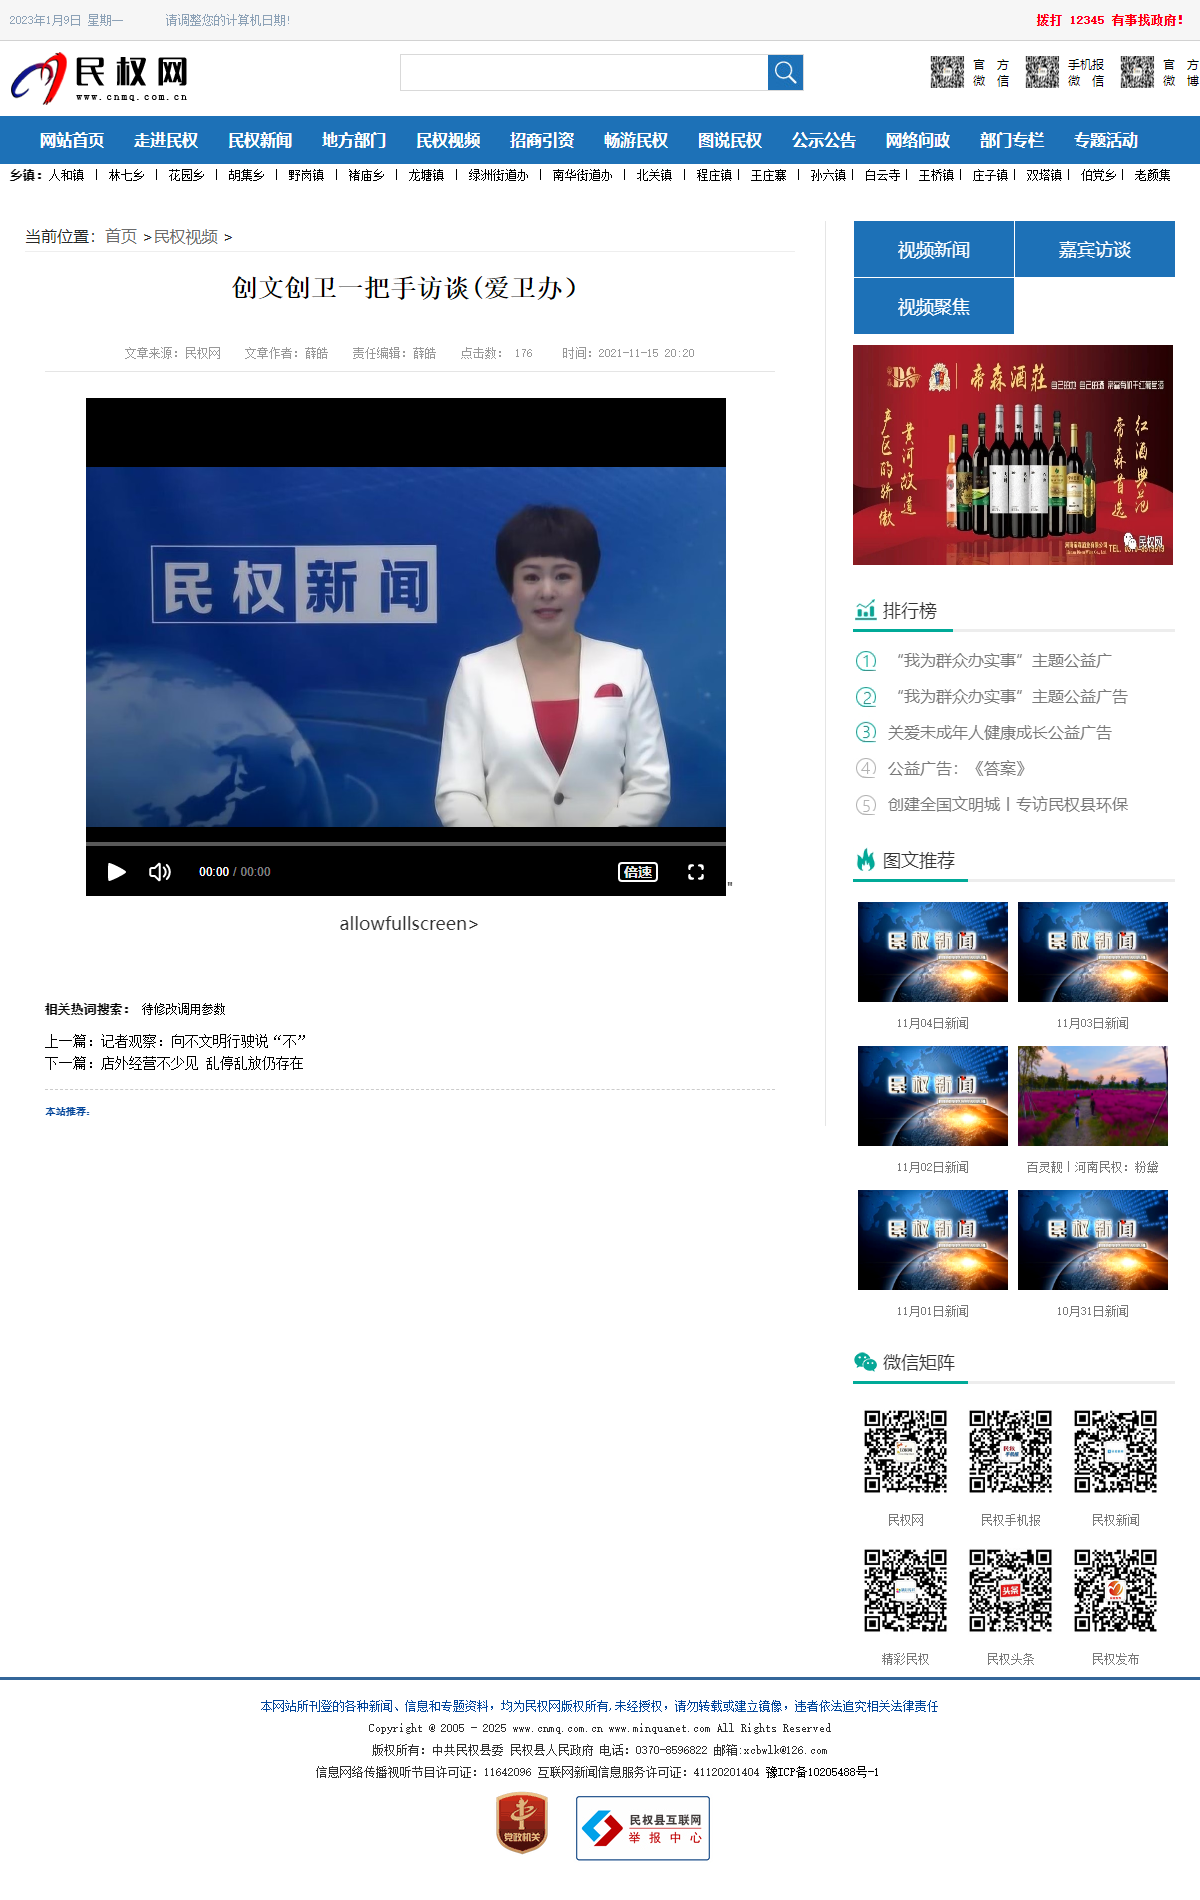 2023年1月9日 星期一 请调整您的计算机日期!
拨打 12345 有事找政府!
民权网
www.cnmq.com.cn
官 方 微 信
手机报 微 信
官 方 微 博
网站首页 走进民权 民权新闻 地方部门 民权视频 招商引资 畅游民权 图说民权 公示公告 网络问政 部门专栏 专题活动
乡镇：人和镇 | 林七乡 | 花园乡 | 胡集乡 | 野岗镇 | 褚庙乡 | 龙塘镇 | 绿洲街道办 | 南华街道办 | 北关镇 | 程庄镇 | 王庄寨 | 孙六镇 | 白云寺 | 王桥镇 | 庄子镇 | 双塔镇 | 伯党乡 | 老颜集
当前位置：首页 >民权视频 >
创文创卫一把手访谈(爱卫办）
文章来源：民权网 文章作者：薛皓 责任编辑：薛皓 点击数： 176 时间：2021-11-15 20:20
民权新闻
00:00 / 00:00
倍速
"
allowfullscreen>
相关热词搜索： 待修改调用参数
上一篇：记者观察：向不文明行驶说“不”
下一篇：店外经营不少见 乱停乱放仍存在
本站推荐:
视频新闻
嘉宾访谈
视频聚焦
DS 帝森酒莊
产区的骄傲
黄河故道
红酒典范
帝森首选
民权网
排行榜
1 “我为群众办实事”主题公益广
2 “我为群众办实事”主题公益广告
3 关爱未成年人健康成长公益广告
4 公益广告：《答案》
5 创建全国文明城丨专访民权县环保
图文推荐
民权新闻
民权新闻
11月04日新闻
11月03日新闻
民权新闻
11月02日新闻
百灵靓丨河南民权：粉黛
民权新闻
民权新闻
11月01日新闻
10月31日新闻
微信矩阵
民权网
民权手机报
民权新闻
头条
精彩民权
民权头条
民权发布
本网站所刊登的各种新闻、信息和专题资料，均为民权网版权所有,未经授权，请勿转载或建立镜像，违者依法追究相关法律责任
Copyright @ 2005 - 2025 www.cnmq.com.cn www.minquanet.com All Rights Reserved
版权所有：中共民权县委 民权县人民政府 电话：0370-8596822 邮箱:xcbwlk@126.com
信息网络传播视听节目许可证：11642096 互联网新闻信息服务许可证：41120201404 豫ICP备10205488号-1
党政机关
民权县互联网
举报中心